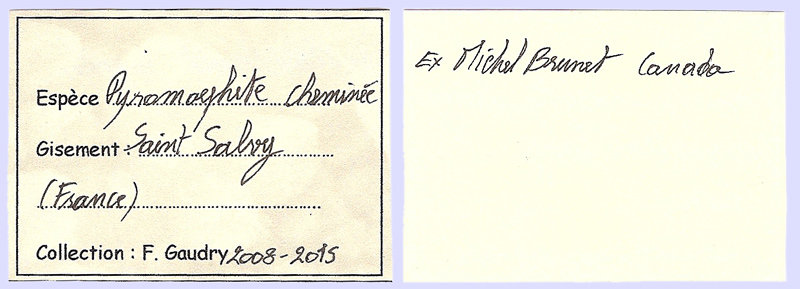 Espèce Pyromorphite cheminée
Gisement : Saint Salvy
(France)
Collection : F. Gaudry 2008-2015
Ex Michel Brunet Canada